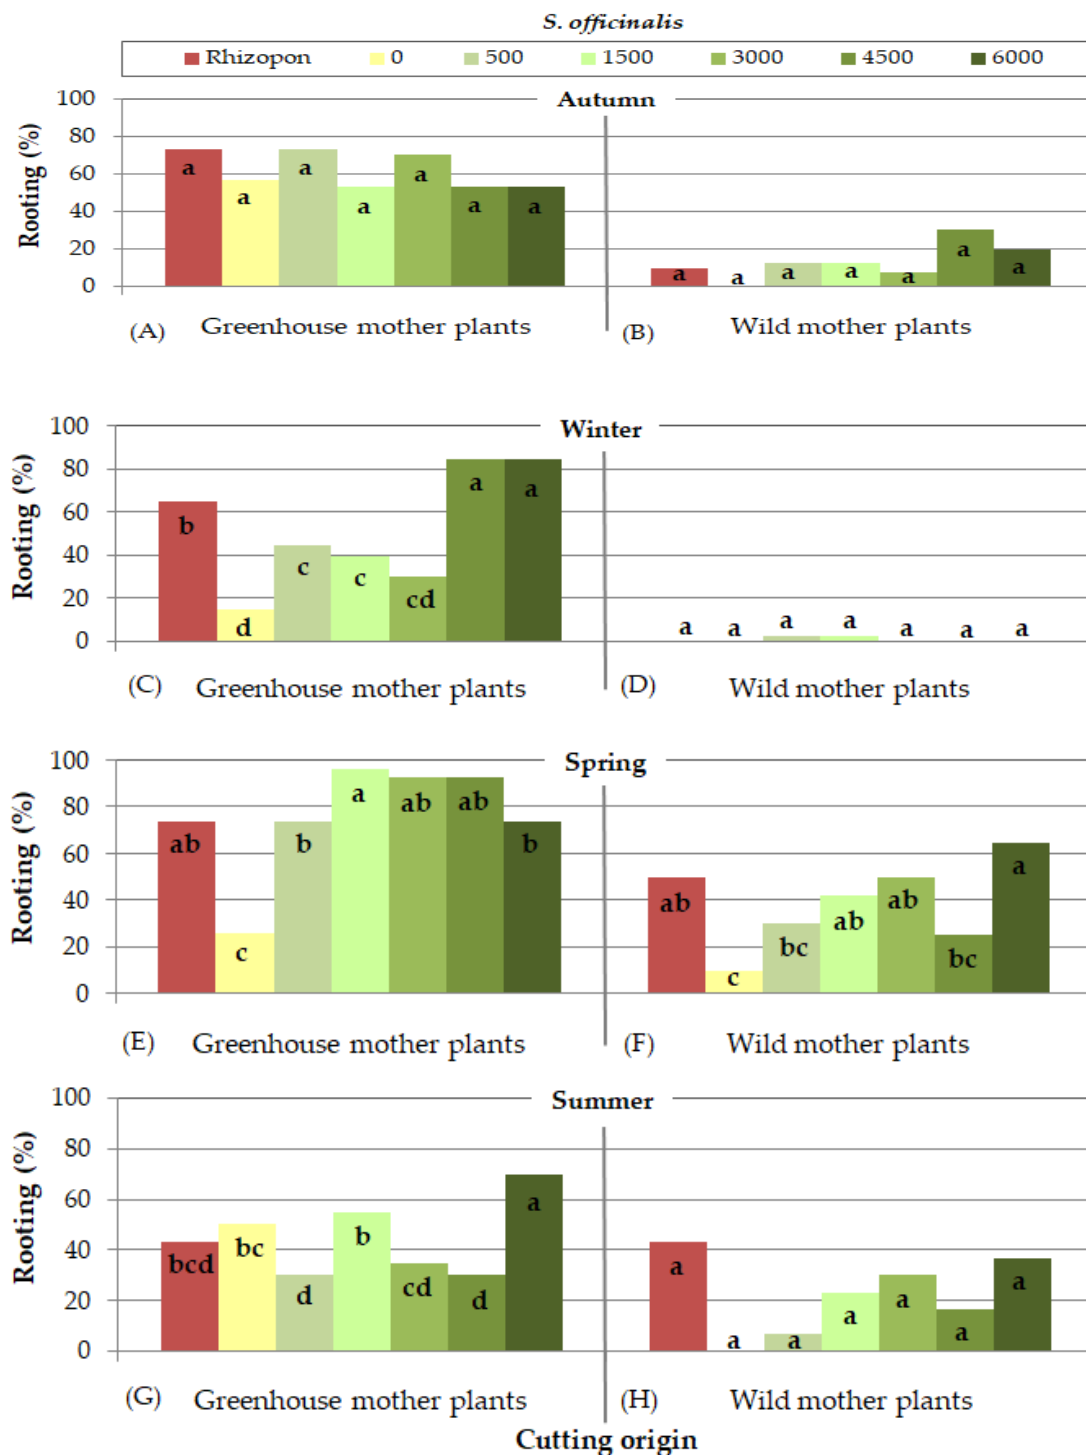 S. officinalis
Rhizopon 0 500 1500 3000 4500 6000
Autumn
Rooting (%)
100
80
60
40
20
0
a a a a a a a
a a a a a a a
(A) Greenhouse mother plants
(B) Wild mother plants
Winter
Rooting (%)
100
80
60
40
20
0
b d c c cd a a
a a a a a a a
(C) Greenhouse mother plants
(D) Wild mother plants
Spring
Rooting (%)
100
80
60
40
20
0
ab c b a ab ab b
ab c bc ab ab bc a
(E) Greenhouse mother plants
(F) Wild mother plants
Summer
Rooting (%)
100
80
60
40
20
0
bcd bc d b cd d a
a a a a a a a
(G) Greenhouse mother plants
(H) Wild mother plants
Cutting origin